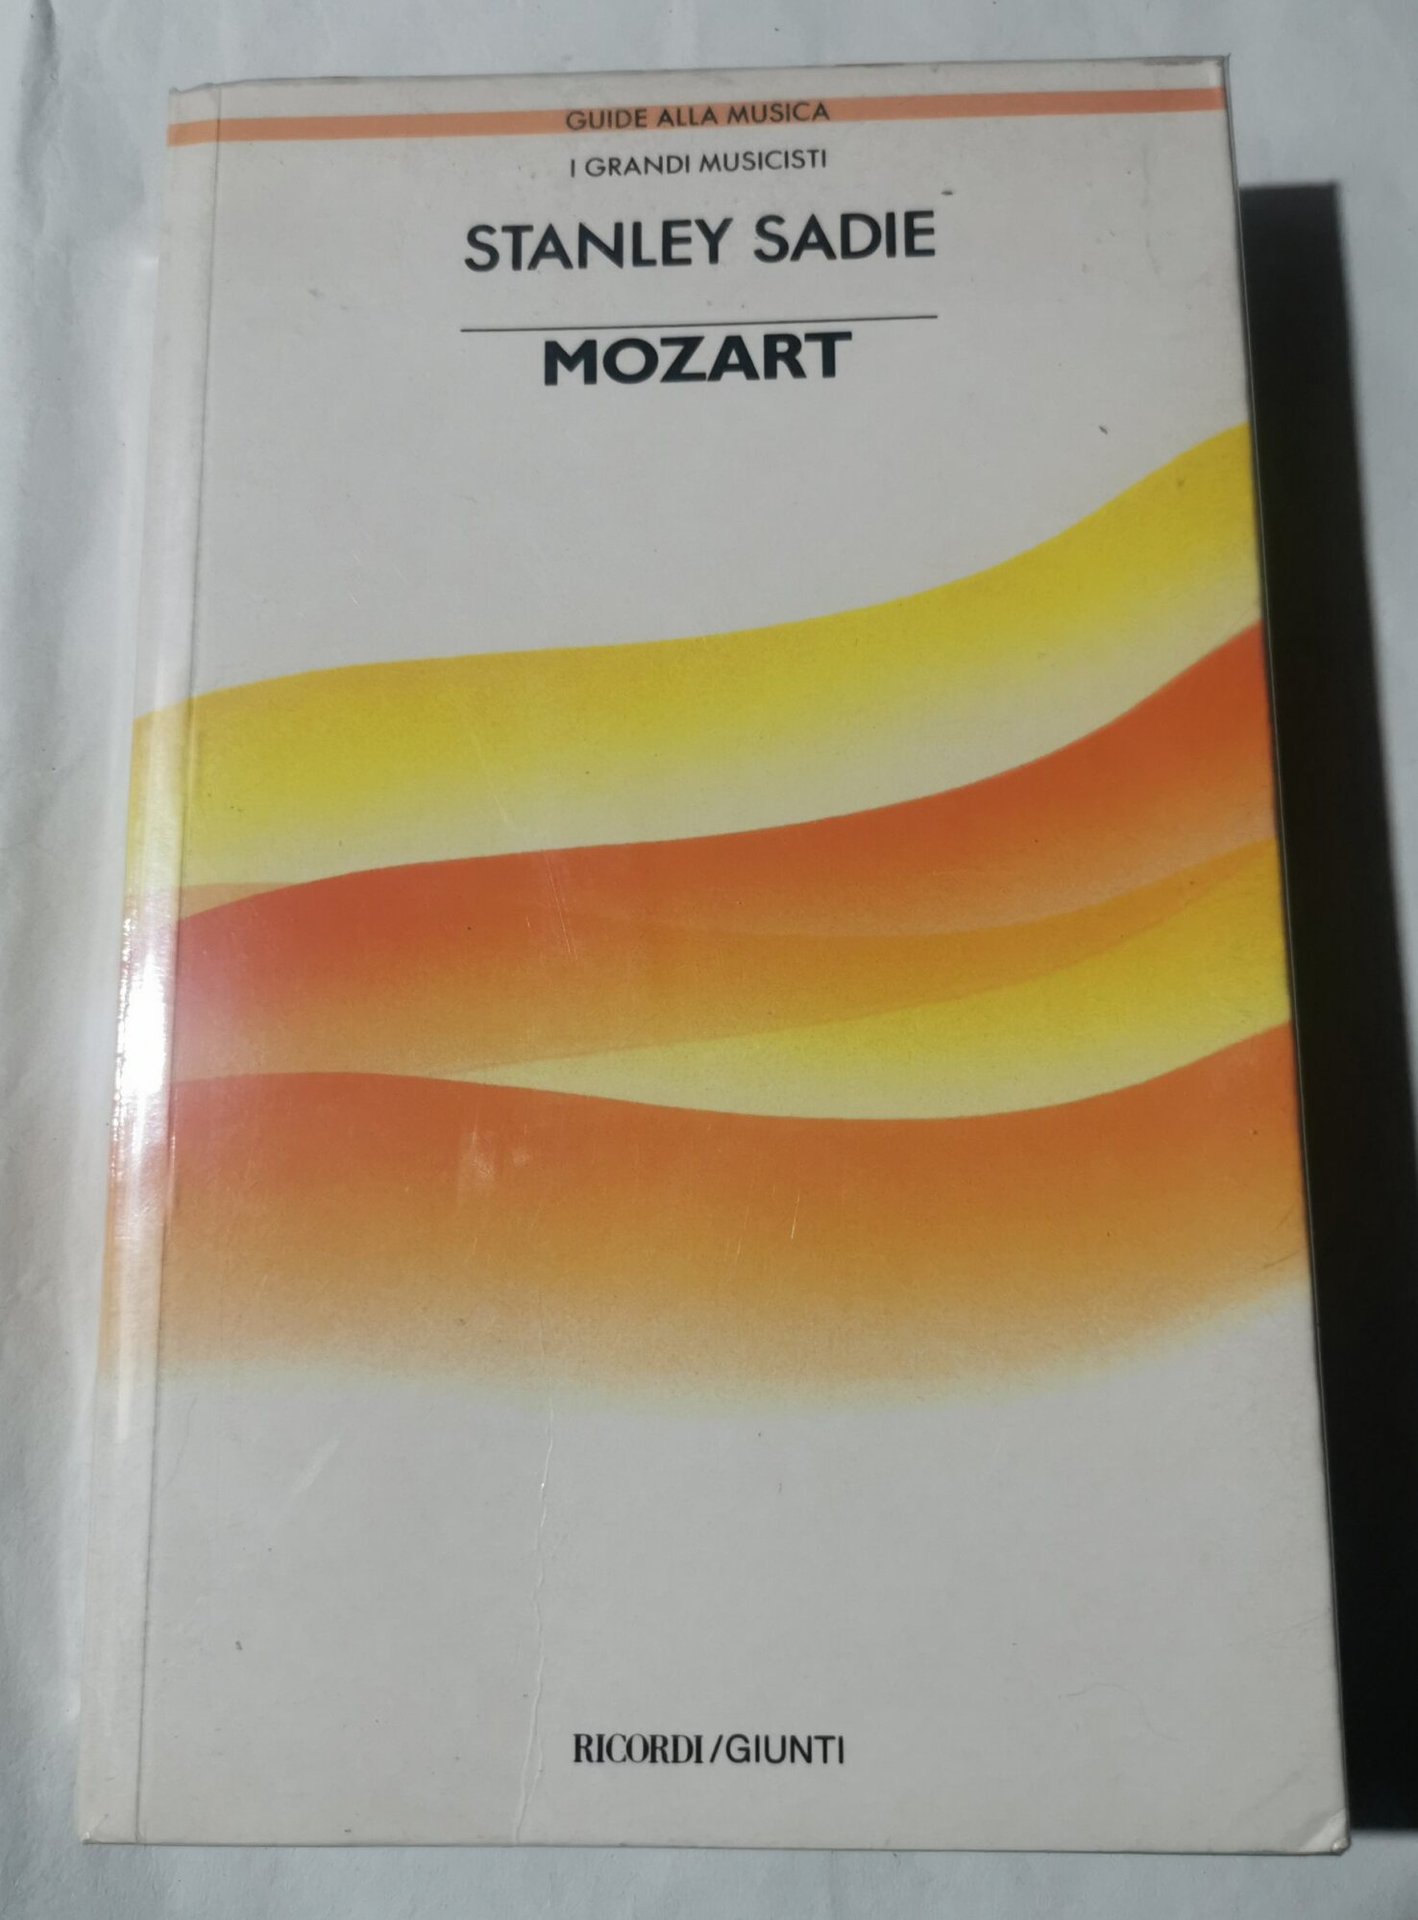 GUIDE ALLA MUSICA
I GRANDI MUSICISTI
STANLEY SADIE
MOZART
RICORDI/GIUNTI